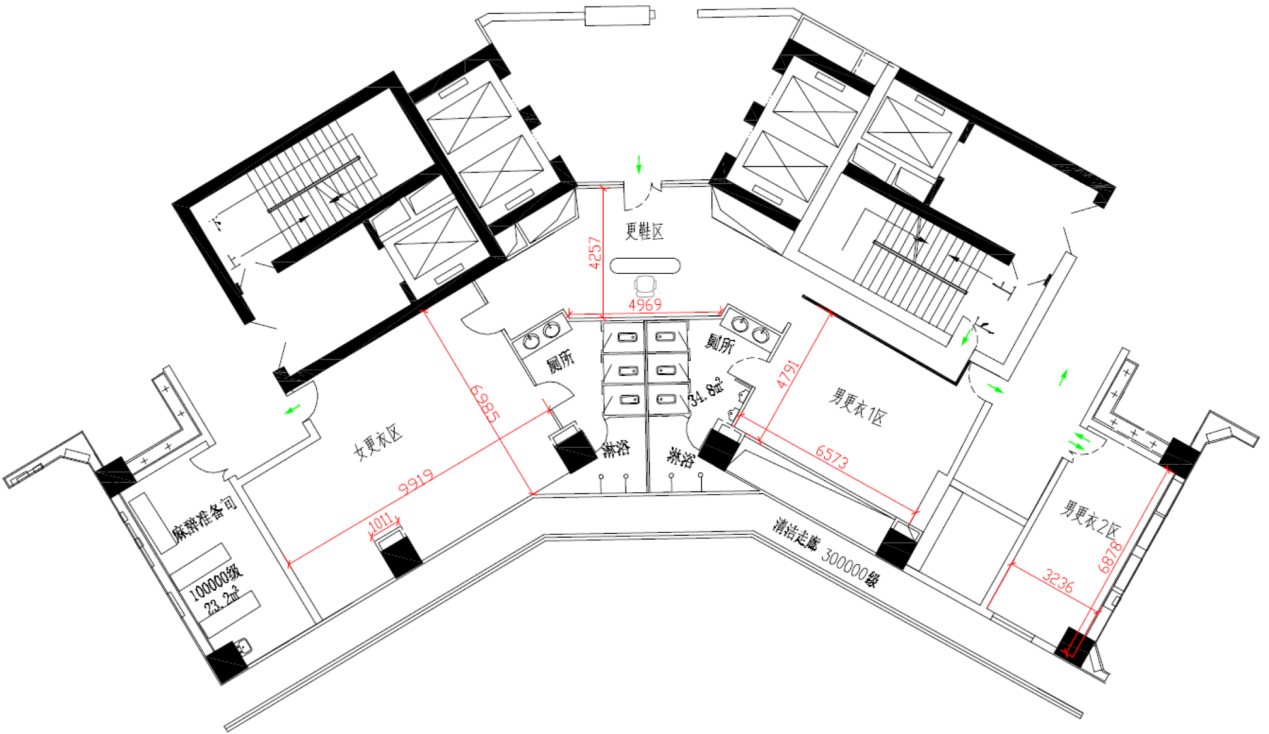 下
上
更鞋区
4257
4969
厕所
厕所
34.8㎡
4791
男更衣1区
6573
上
6985
女更衣区
9919
1011
淋浴
淋浴
麻醉准备间
100000级
23.2㎡
清洁走廊 300000级
男更衣2区
6878
3236